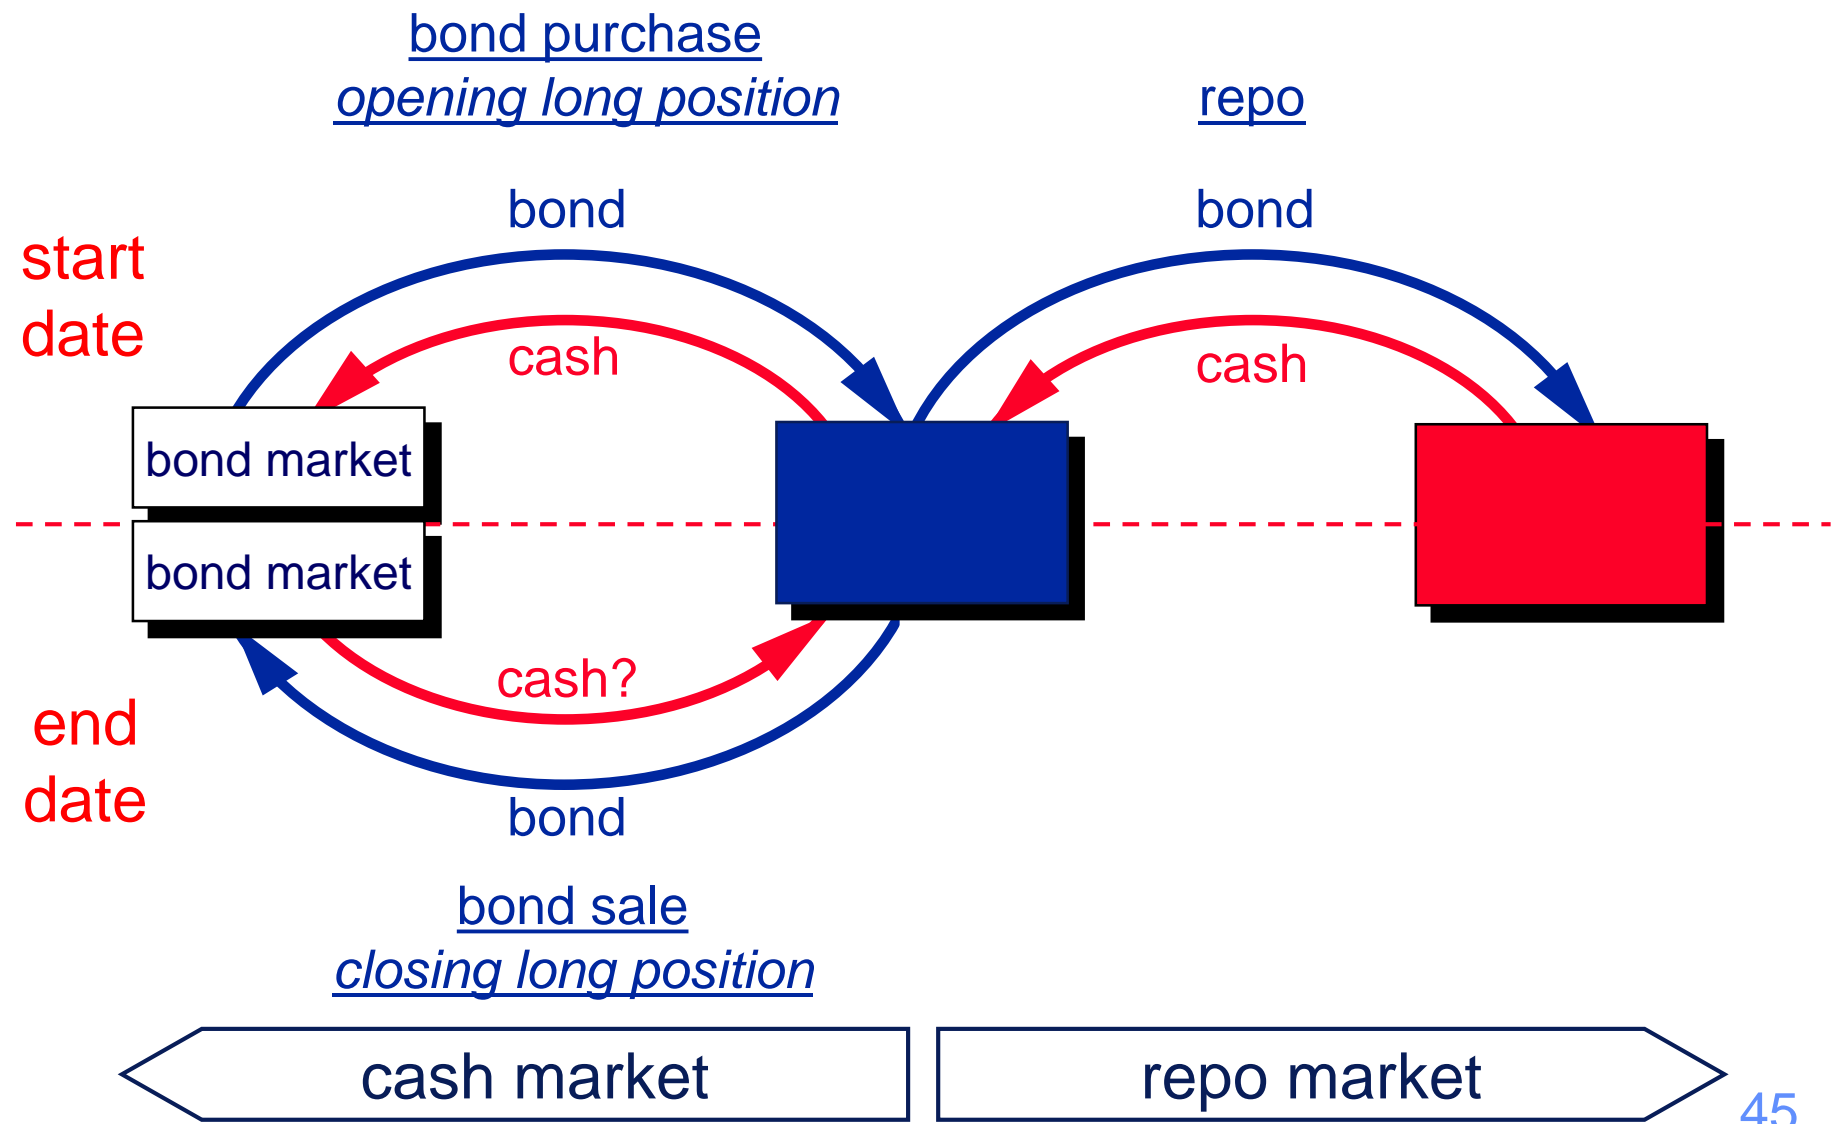 bond purchase
opening long position
repo
bond
bond
start
date
cash
cash
bond market
bond market
cash?
end
date
bond
bond sale
closing long position
cash market
repo market
45